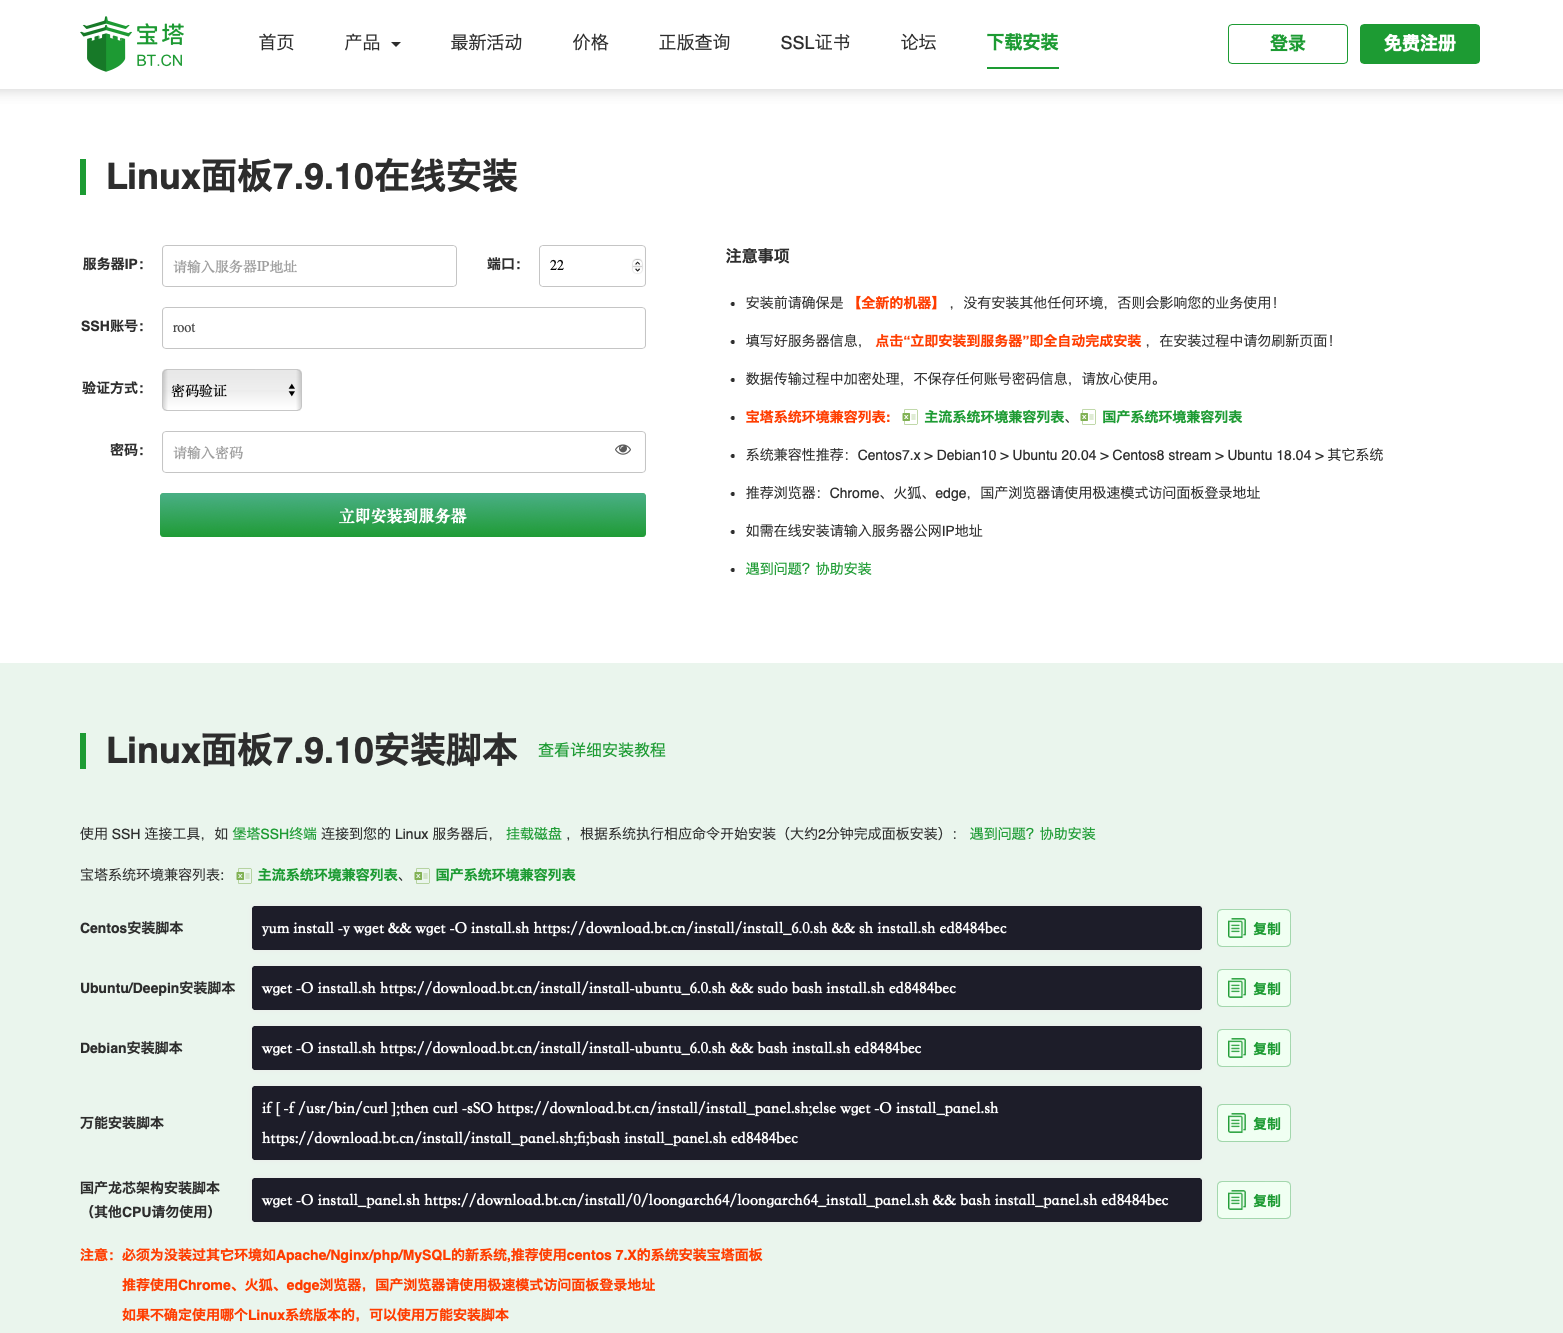 宝塔
BT.CN
首页 产品 最新活动 价格 正版查询 SSL证书 论坛 下载安装 登录 免费注册
Linux面板7.9.10在线安装
服务器IP： 请输入服务器IP地址 端口： 22
SSH账号： root
验证方式： 密码验证
密码： 请输入密码
立即安装到服务器
注意事项
安装前请确保是 【全新的机器】 ，没有安装其他任何环境，否则会影响您的业务使用！
填写好服务器信息， 点击“立即安装到服务器”即全自动完成安装 ，在安装过程中请勿刷新页面！
数据传输过程中加密处理，不保存任何账号密码信息，请放心使用。
宝塔系统环境兼容列表： 主流系统环境兼容列表、 国产系统环境兼容列表
系统兼容性推荐：Centos7.x > Debian10 > Ubuntu 20.04 > Centos8 stream > Ubuntu 18.04 > 其它系统
推荐浏览器：Chrome、火狐、edge，国产浏览器请使用极速模式访问面板登录地址
如需在线安装请输入服务器公网IP地址
遇到问题？协助安装
Linux面板7.9.10安装脚本 查看详细安装教程
使用 SSH 连接工具，如 堡塔SSH终端 连接到您的 Linux 服务器后， 挂载磁盘 ，根据系统执行相应命令开始安装（大约2分钟完成面板安装）： 遇到问题？协助安装
宝塔系统环境兼容列表: 主流系统环境兼容列表、 国产系统环境兼容列表
Centos安装脚本 yum install -y wget && wget -O install.sh https://download.bt.cn/install/install_6.0.sh && sh install.sh ed8484bec 复制
Ubuntu/Deepin安装脚本 wget -O install.sh https://download.bt.cn/install/install-ubuntu_6.0.sh && sudo bash install.sh ed8484bec 复制
Debian安装脚本 wget -O install.sh https://download.bt.cn/install/install-ubuntu_6.0.sh && bash install.sh ed8484bec 复制
万能安装脚本 if [ -f /usr/bin/curl ];then curl -sSO https://download.bt.cn/install/install_panel.sh;else wget -O install_panel.sh
https://download.bt.cn/install/install_panel.sh;fi;bash install_panel.sh ed8484bec 复制
国产龙芯架构安装脚本
（其他CPU请勿使用） wget -O install_panel.sh https://download.bt.cn/install/0/loongarch64/loongarch64_install_panel.sh && bash install_panel.sh ed8484bec 复制
注意：必须为没装过其它环境如Apache/Nginx/php/MySQL的新系统,推荐使用centos 7.X的系统安装宝塔面板
推荐使用Chrome、火狐、edge浏览器，国产浏览器请使用极速模式访问面板登录地址
如果不确定使用哪个Linux系统版本的，可以使用万能安装脚本